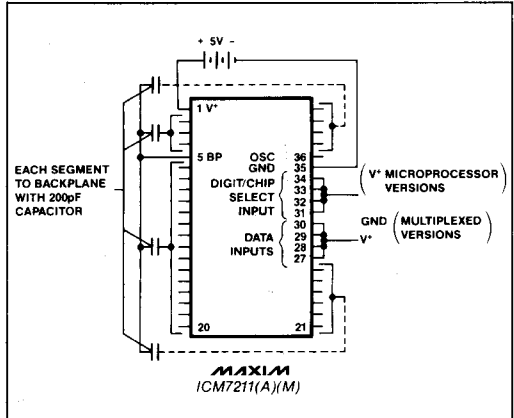 + 5V -
1 V+
5 BP
OSC 36
GND 35
DIGIT/CHIP 34
SELECT 33
INPUT 32
31
30
DATA 29
INPUTS 28
27
20
21
EACH SEGMENT
TO BACKPLANE
WITH 200pF
CAPACITOR
(V+ MICROPROCESSOR
VERSIONS)
GND (MULTIPLEXED
VERSIONS)
V+
MAXIM
ICM7211(A)(M)